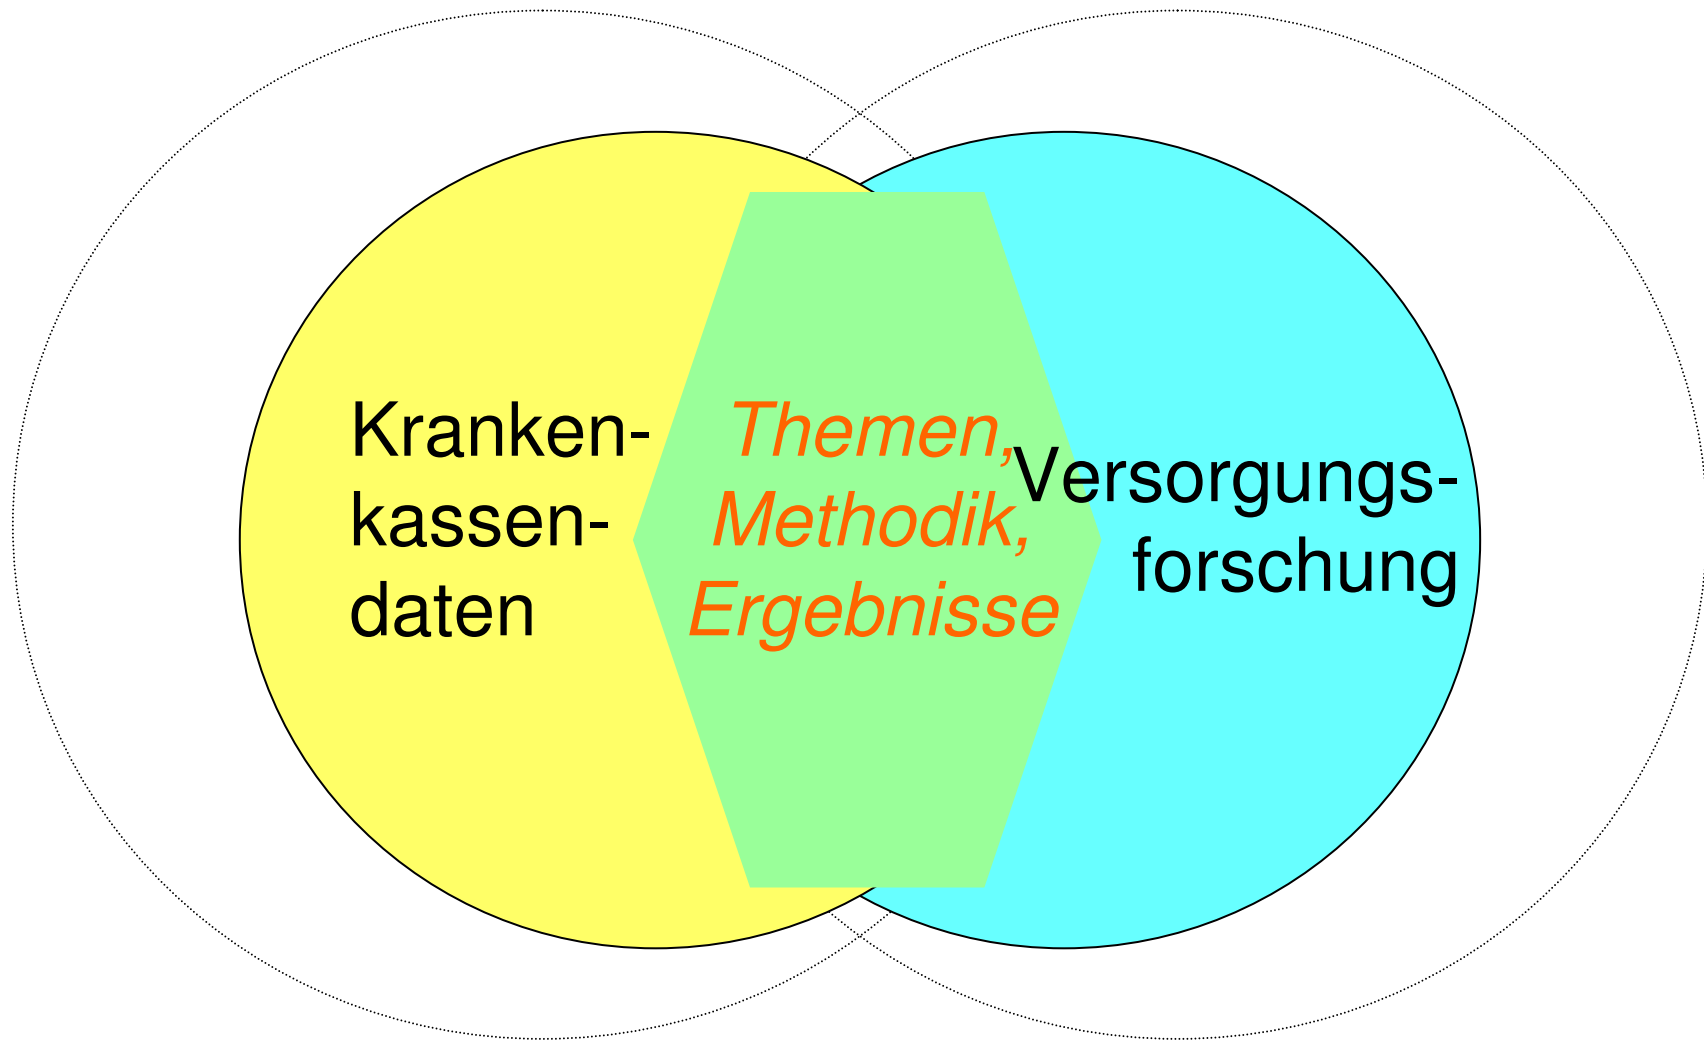 Kranken-
kassen-
daten
Themen,
Methodik,
Ergebnisse
Versorgungs-
forschung